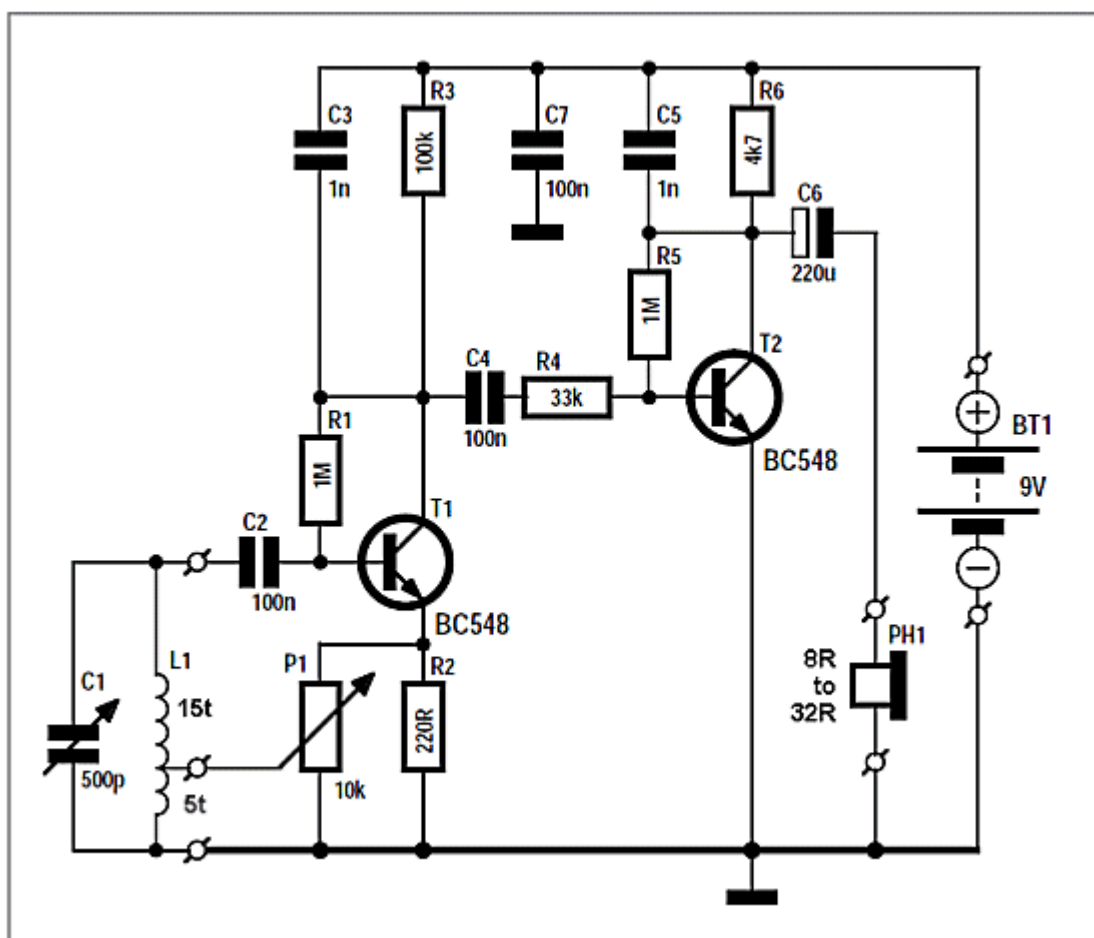 R3
R6
C3
100k
C7
C5
4k7
1n
100n
1n
C6
R5
220u
1M
T2
C4
R4
33k
R1
100n
BC548
BT1
9V
1M
T1
C2
100n
BC548
L1
P1
R2
PH1
C1
15t
220R
8R
to
32R
500p
5t
10k
+
−